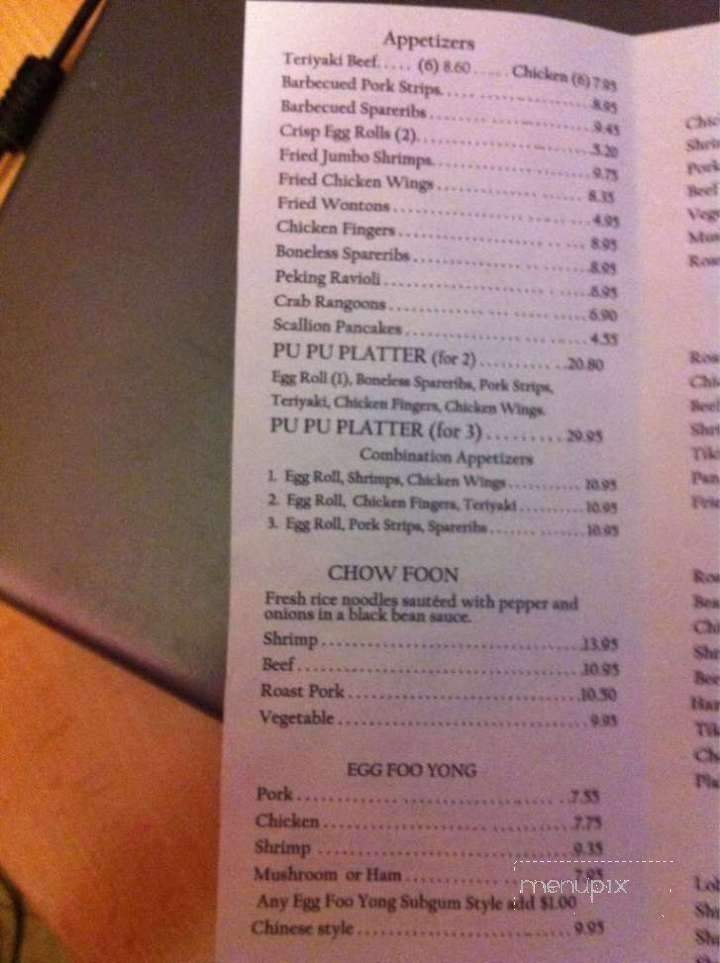 Appetizers
Teriyaki Beef..... (6) 8.60 ..... Chicken (6) 7.95
Barbecued Pork Strips..... 8.95
Barbecued Spareribs ..... 9.45
Crisp Egg Rolls (2)..... 3.20
Fried Jumbo Shrimps..... 9.75
Fried Chicken Wings ..... 8.35
Fried Wontons ..... 4.95
Chicken Fingers ..... 8.95
Boneless Spareribs ..... 8.95
Peking Ravioli ..... 6.95
Crab Rangoons ..... 6.90
Scallion Pancakes ..... 4.55
PU PU PLATTER (for 2) ..... 20.80
Egg Roll (1), Boneless Spareribs, Pork Strips,
Teriyaki, Chicken Fingers, Chicken Wings.
PU PU PLATTER (for 3) ..... 29.95
Combination Appetizers
1. Egg Roll, Shrimps, Chicken Wings ..... 10.95
2. Egg Roll, Chicken Fingers, Teriyaki ..... 10.95
3. Egg Roll, Pork Strips, Spareribs ..... 10.95
CHOW FOON
Fresh rice noodles sautéed with pepper and
onions in a black bean sauce.
Shrimp ..... 13.95
Beef ..... 10.95
Roast Pork ..... 10.50
Vegetable ..... 9.95
EGG FOO YONG
Pork ..... 7.55
Chicken ..... 7.75
Shrimp ..... 9.35
Mushroom or Ham ..... 7.95
Any Egg Foo Yong Subgum Style add $1.00
Chinese style ..... 9.95
menupix